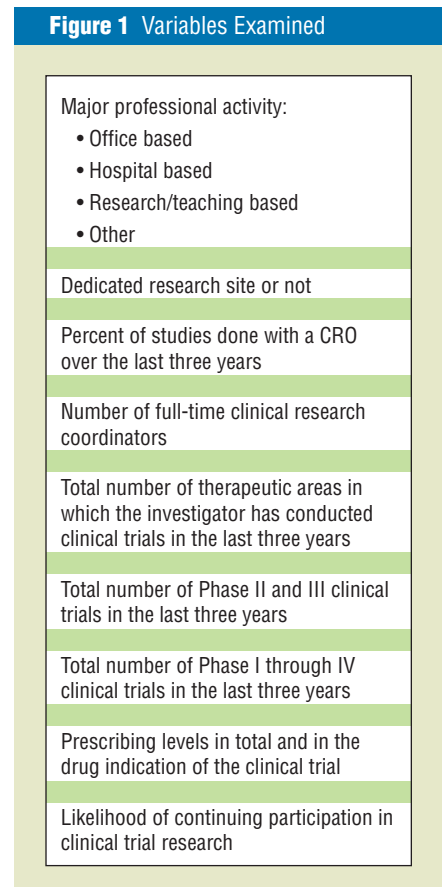 Figure 1 Variables Examined
Major professional activity:
• Office based
• Hospital based
• Research/teaching based
• Other
Dedicated research site or not
Percent of studies done with a CRO
over the last three years
Number of full-time clinical research
coordinators
Total number of therapeutic areas in
which the investigator has conducted
clinical trials in the last three years
Total number of Phase II and III clinical
trials in the last three years
Total number of Phase I through IV
clinical trials in the last three years
Prescribing levels in total and in the
drug indication of the clinical trial
Likelihood of continuing participation in
clinical trial research